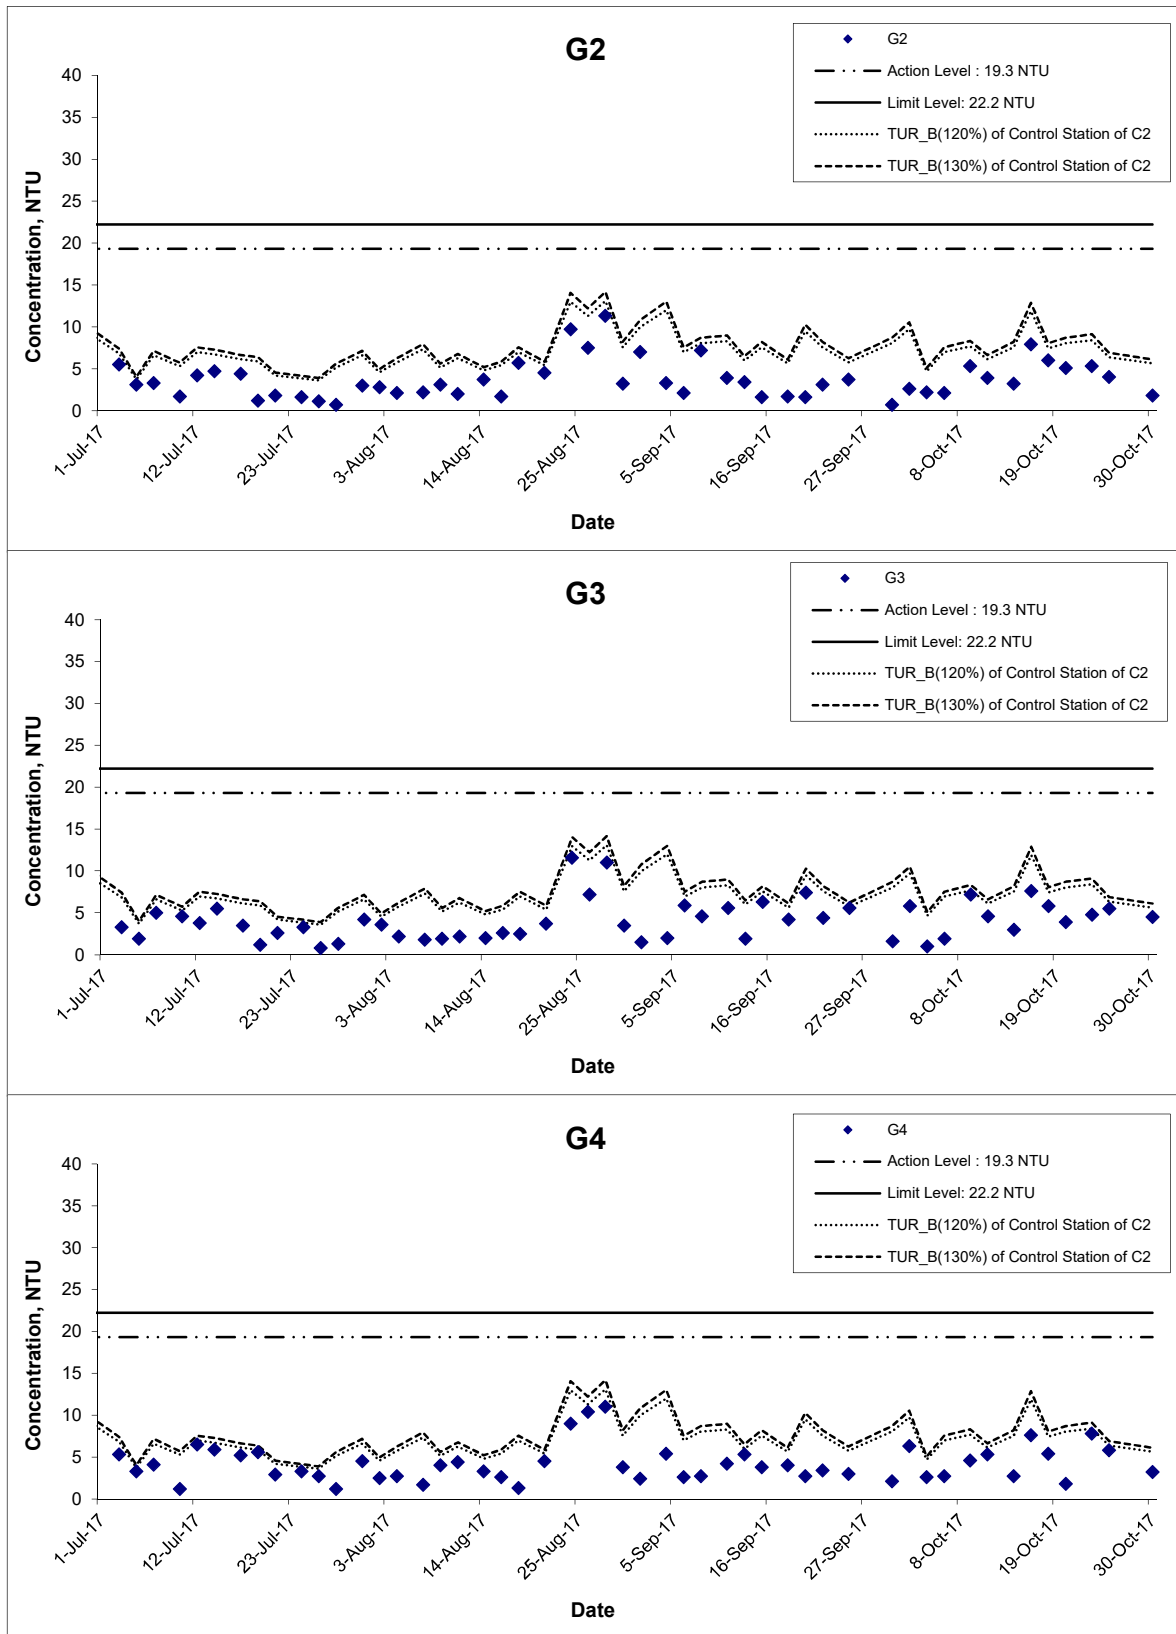 G2
G2
Action Level : 19.3 NTU
Limit Level: 22.2 NTU
TUR_B(120%) of Control Station of C2
TUR_B(130%) of Control Station of C2
Concentration, NTU
40
35
30
25
20
15
10
5
0
1-Jul-17
12-Jul-17
23-Jul-17
3-Aug-17
14-Aug-17
25-Aug-17
5-Sep-17
16-Sep-17
27-Sep-17
8-Oct-17
19-Oct-17
30-Oct-17
Date
G3
G3
Action Level : 19.3 NTU
Limit Level: 22.2 NTU
TUR_B(120%) of Control Station of C2
TUR_B(130%) of Control Station of C2
Concentration, NTU
40
35
30
25
20
15
10
5
0
1-Jul-17
12-Jul-17
23-Jul-17
3-Aug-17
14-Aug-17
25-Aug-17
5-Sep-17
16-Sep-17
27-Sep-17
8-Oct-17
19-Oct-17
30-Oct-17
Date
G4
G4
Action Level : 19.3 NTU
Limit Level: 22.2 NTU
TUR_B(120%) of Control Station of C2
TUR_B(130%) of Control Station of C2
Concentration, NTU
40
35
30
25
20
15
10
5
0
1-Jul-17
12-Jul-17
23-Jul-17
3-Aug-17
14-Aug-17
25-Aug-17
5-Sep-17
16-Sep-17
27-Sep-17
8-Oct-17
19-Oct-17
30-Oct-17
Date